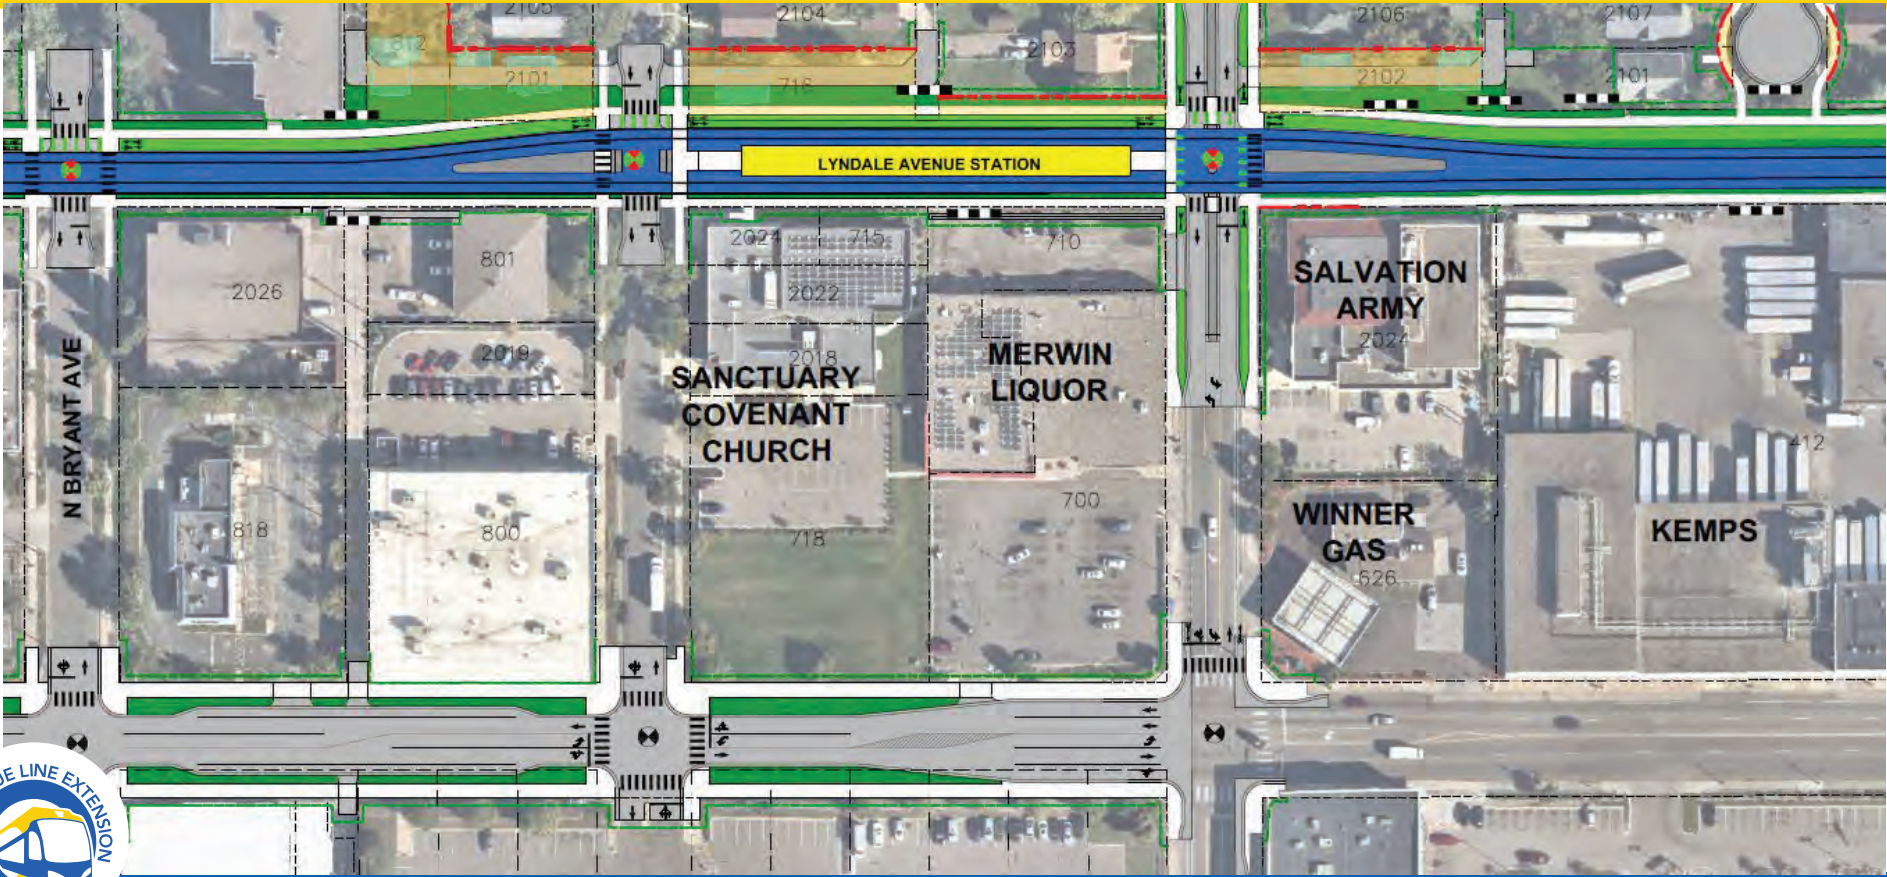 2105
2104
2106
2107
812
2103
2101
716
2102
2101
LYNDALE AVENUE STATION
2024
715
710
801
2026
2022
SALVATION
ARMY
2024
2019
2018
MERWIN
LIQUOR
N BRYANT AVE
SANCTUARY
COVENANT
CHURCH
412
700
818
800
718
WINNER
GAS
626
KEMPS
LINE EXTENSION